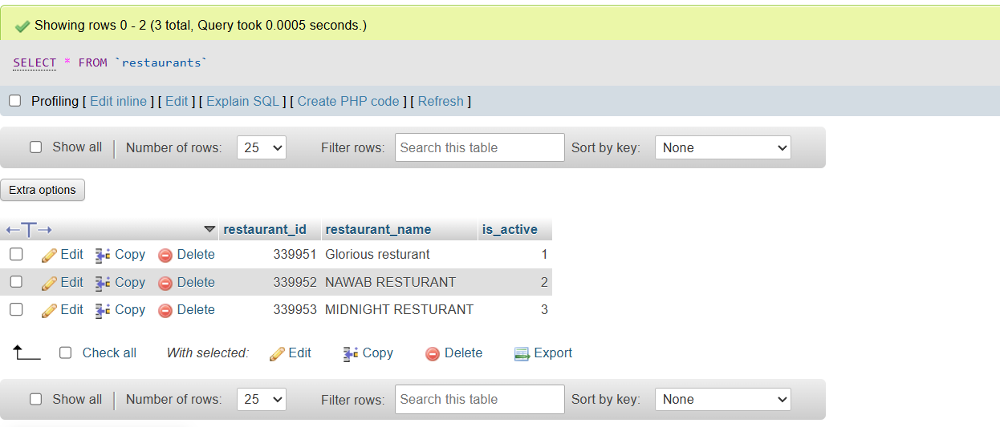 Showing rows 0 - 2 (3 total, Query took 0.0005 seconds.)
SELECT * FROM `restaurants`
Profiling [ Edit inline ] [ Edit ] [ Explain SQL ] [ Create PHP code ] [ Refresh ]
Show all Number of rows: 25 Filter rows: Search this table Sort by key: None
Extra options
restaurant_id restaurant_name is_active
Edit Copy Delete 339951 Glorious resturant 1
Edit Copy Delete 339952 NAWAB RESTURANT 2
Edit Copy Delete 339953 MIDNIGHT RESTURANT 3
Check all With selected: Edit Copy Delete Export
Show all Number of rows: 25 Filter rows: Search this table Sort by key: None